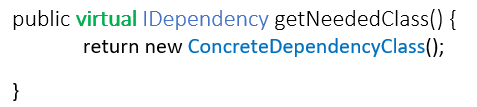 public virtual IDependency getNeededClass() {
return new ConcreteDependencyClass();
}